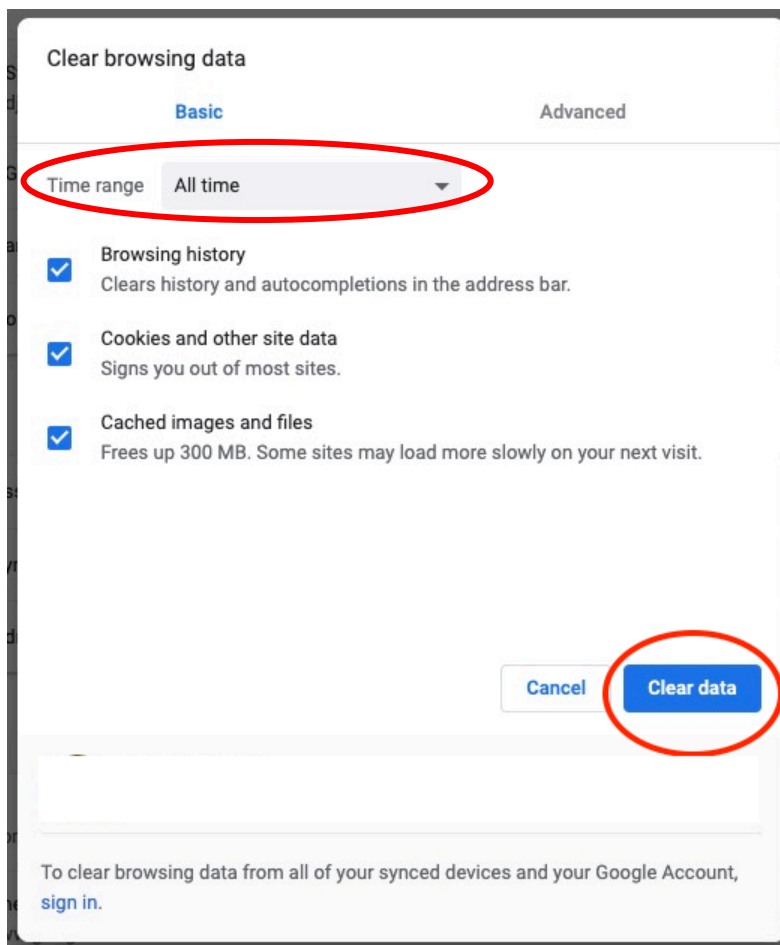 Clear browsing data
Basic Advanced
Time range All time
Browsing history
Clears history and autocompletions in the address bar.
Cookies and other site data
Signs you out of most sites.
Cached images and files
Frees up 300 MB. Some sites may load more slowly on your next visit.
Cancel Clear data
To clear browsing data from all of your synced devices and your Google Account,
sign in.